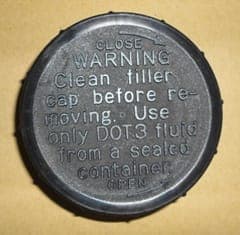 CLOSE
WARNING
Clean filler
cap before re-
moving. Use
only DOT3 fluid
from a sealed
container
OPEN